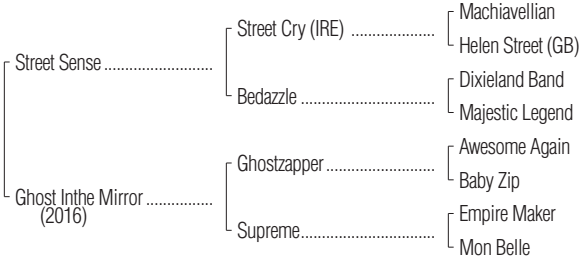 Machiavellian
Street Cry (IRE) ....................
Helen Street (GB)
Street Sense ..........................
Dixieland Band
Bedazzle ................................
Majestic Legend
Awesome Again
Ghostzapper ..........................
Baby Zip
Ghost Inthe Mirror ................
(2016)
Empire Maker
Supreme................................
Mon Belle